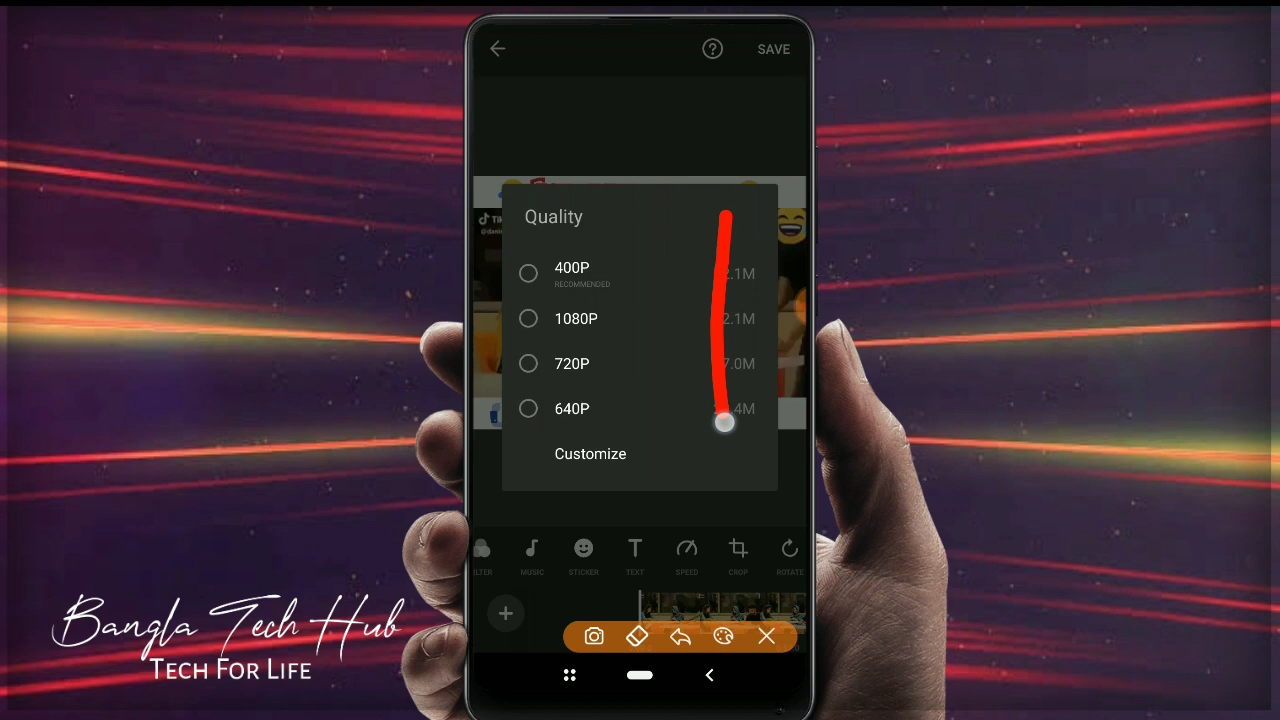 SAVE
Quality
400P
RECOMMENDED
1080P
720P
640P
Customize
MUSIC
STICKER
TEXT
SPEED
CROP
ROTATE
Bangla Tech Hub
TECH FOR LIFE